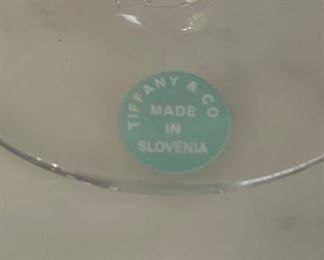 TIFFANY & CO
MADE
IN
SLOVENIA